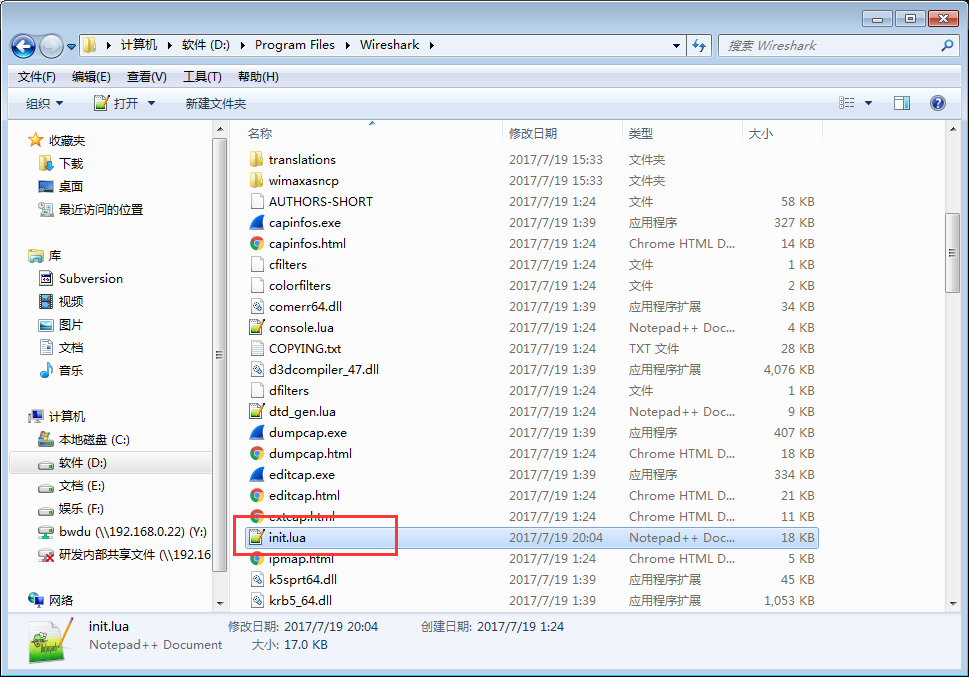 计算机 软件 (D:) Program Files Wireshark 搜索 Wireshark
文件(F) 编辑(E) 查看(V) 工具(T) 帮助(H)
组织 打开 新建文件夹
收藏夹
下载
桌面
最近访问的位置
库
Subversion
视频
图片
文档
音乐
计算机
本地磁盘 (C:)
软件 (D:)
文档 (E:)
娱乐 (F:)
bwdu (\\192.168.0.22) (Y:)
研发内部共享文件 (\\192.16
网络
名称 修改日期 类型 大小
translations 2017/7/19 15:33 文件夹
wimaxasncp 2017/7/19 15:33 文件夹
AUTHORS-SHORT 2017/7/19 1:24 文件 58 KB
capinfos.exe 2017/7/19 1:39 应用程序 327 KB
capinfos.html 2017/7/19 1:24 Chrome HTML D... 14 KB
cfilters 2017/7/19 1:24 文件 1 KB
colorfilters 2017/7/19 1:24 文件 2 KB
comerr64.dll 2017/7/19 1:39 应用程序扩展 34 KB
console.lua 2017/7/19 1:24 Notepad++ Doc... 4 KB
COPYING.txt 2017/7/19 1:24 TXT 文件 28 KB
d3dcompiler_47.dll 2017/7/19 1:39 应用程序扩展 4,076 KB
dfilters 2017/7/19 1:24 文件 1 KB
dtd_gen.lua 2017/7/19 1:24 Notepad++ Doc... 9 KB
dumpcap.exe 2017/7/19 1:39 应用程序 407 KB
dumpcap.html 2017/7/19 1:24 Chrome HTML D... 18 KB
editcap.exe 2017/7/19 1:39 应用程序 334 KB
editcap.html 2017/7/19 1:24 Chrome HTML D... 21 KB
extcap.html 2017/7/19 1:24 Chrome HTML D... 11 KB
init.lua 2017/7/19 20:04 Notepad++ Doc... 18 KB
ipmap.html 2017/7/19 1:24 Chrome HTML D... 5 KB
k5sprt64.dll 2017/7/19 1:39 应用程序扩展 45 KB
krb5_64.dll 2017/7/19 1:39 应用程序扩展 1,053 KB
init.lua 修改日期: 2017/7/19 20:04 创建日期: 2017/7/19 1:24
Notepad++ Document 大小: 17.0 KB